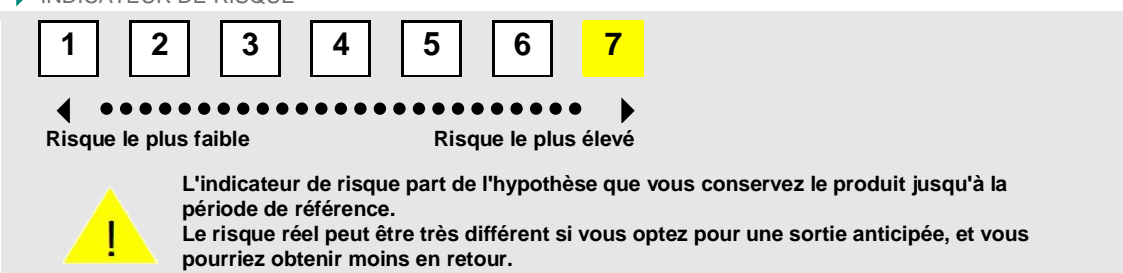 INDICATEUR DE RISQUE
1 2 3 4 5 6 7
Risque le plus faible Risque le plus élevé
L'indicateur de risque part de l'hypothèse que vous conservez le produit jusqu'à la
période de référence.
Le risque réel peut être très différent si vous optez pour une sortie anticipée, et vous
pourriez obtenir moins en retour.
!